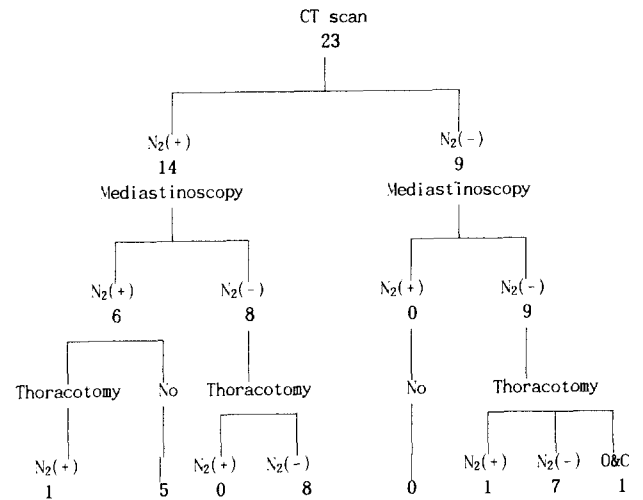 CT scan
23
N₂(+) N₂(-)
14 9
Mediastinoscopy Mediastinoscopy
N₂(+) N₂(-) N₂(+) N₂(-)
6 8 0 9
Thoracotomy No Thoracotomy No Thoracotomy
N₂(+) N₂(+) N₂(-) N₂(+) N₂(-) O&C
1 5 0 8 0 1 7 1